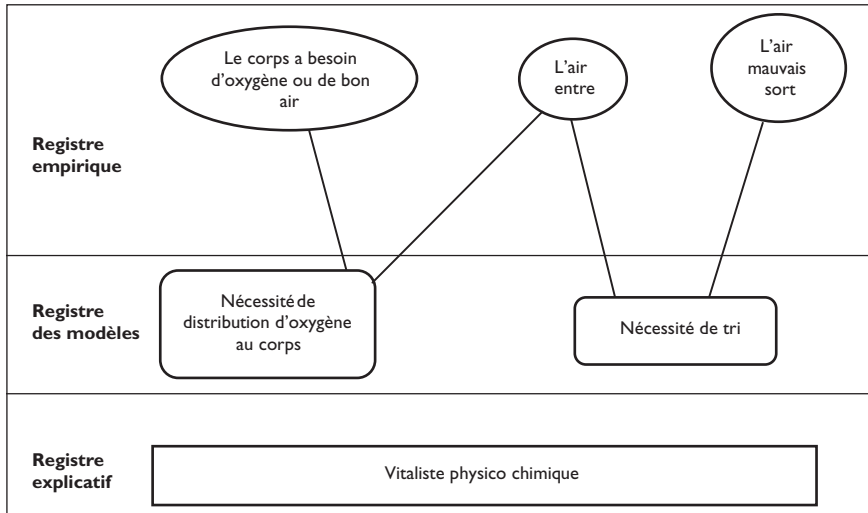 Le corps a besoin
d'oxygène ou de bon
air
L'air
entre
L'air
mauvais
sort
Registre
empirique
Registre
des modèles
Nécessité de
distribution d'oxygène
au corps
Nécessité de tri
Registre
explicatif
Vitaliste physico chimique